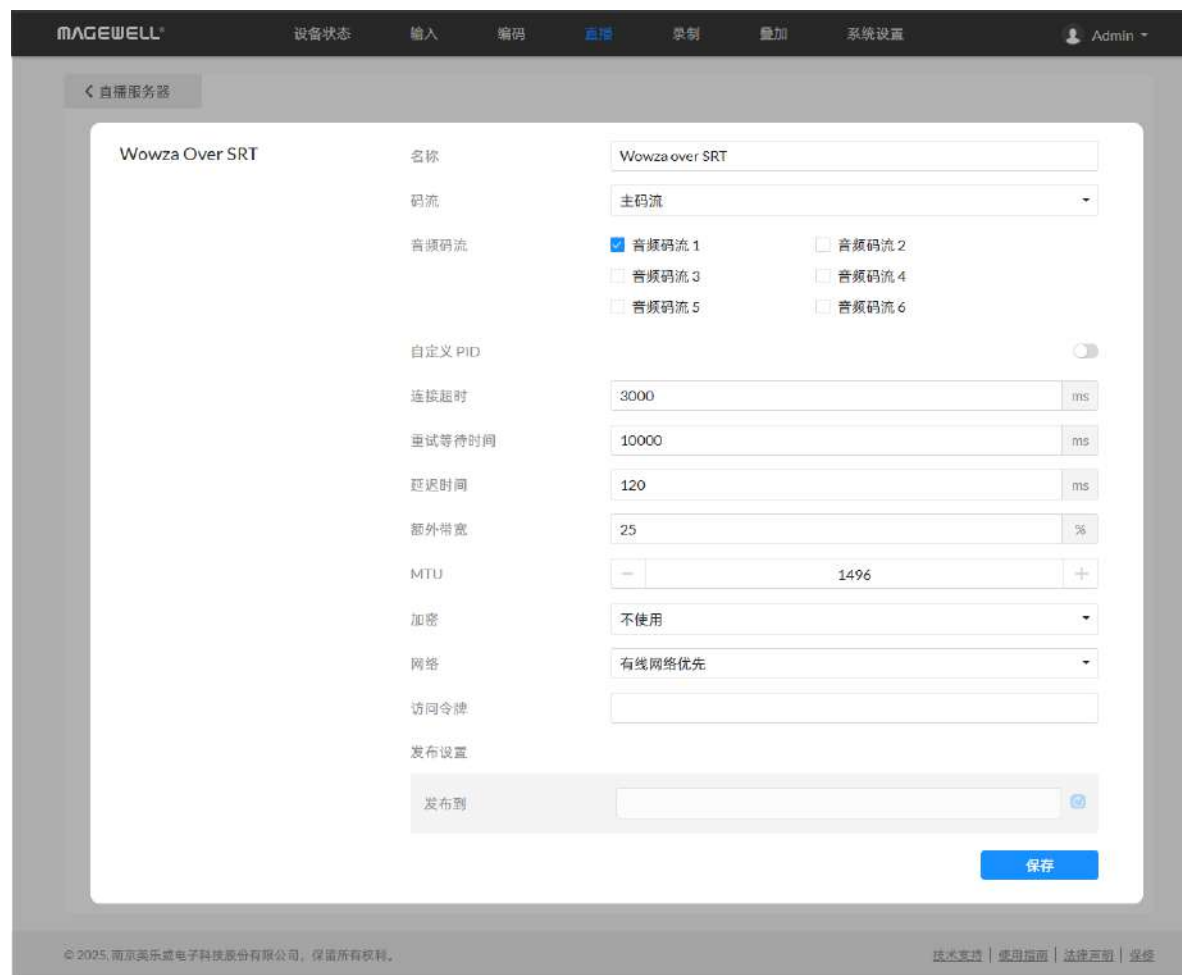 MAGEWELL® 设备状态 输入 编码 直播 录制 叠加 系统设置 Admin
直播服务器
Wowza Over SRT
名称 Wowza over SRT
码流 主码流
音频码流 音频码流 1 音频码流 2
音频码流 3 音频码流 4
音频码流 5 音频码流 6
自定义 PID
连接超时 3000 ms
重试等待时间 10000 ms
延迟时间 120 ms
额外带宽 25 %
MTU − 1496 +
加密 不使用
网络 有线网络优先
访问令牌
发布设置
发布到
保存
© 2025, 南京美乐威电子科技股份有限公司，保留所有权利。 技术支持 | 使用指南 | 法律声明 | 保修